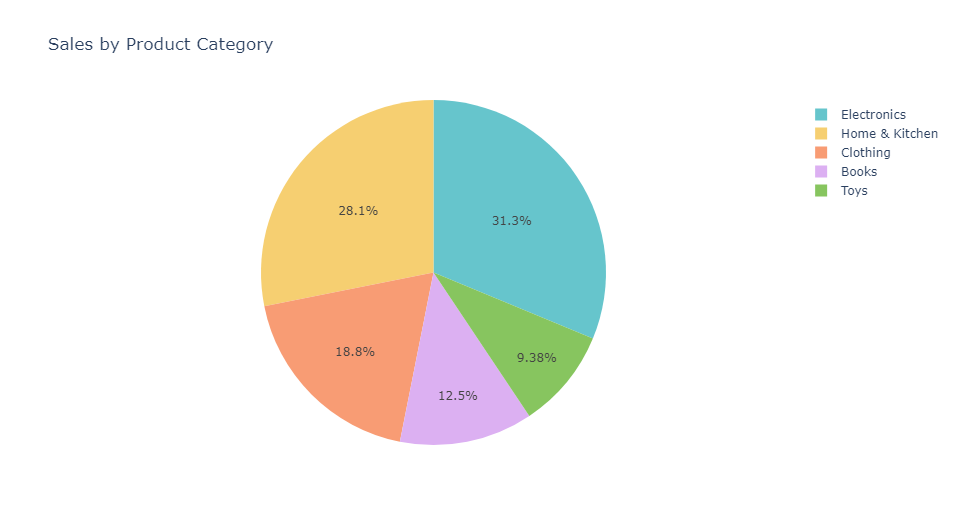 Sales by Product Category
Electronics
Home & Kitchen
Clothing
Books
Toys
28.1%
31.3%
18.8%
9.38%
12.5%